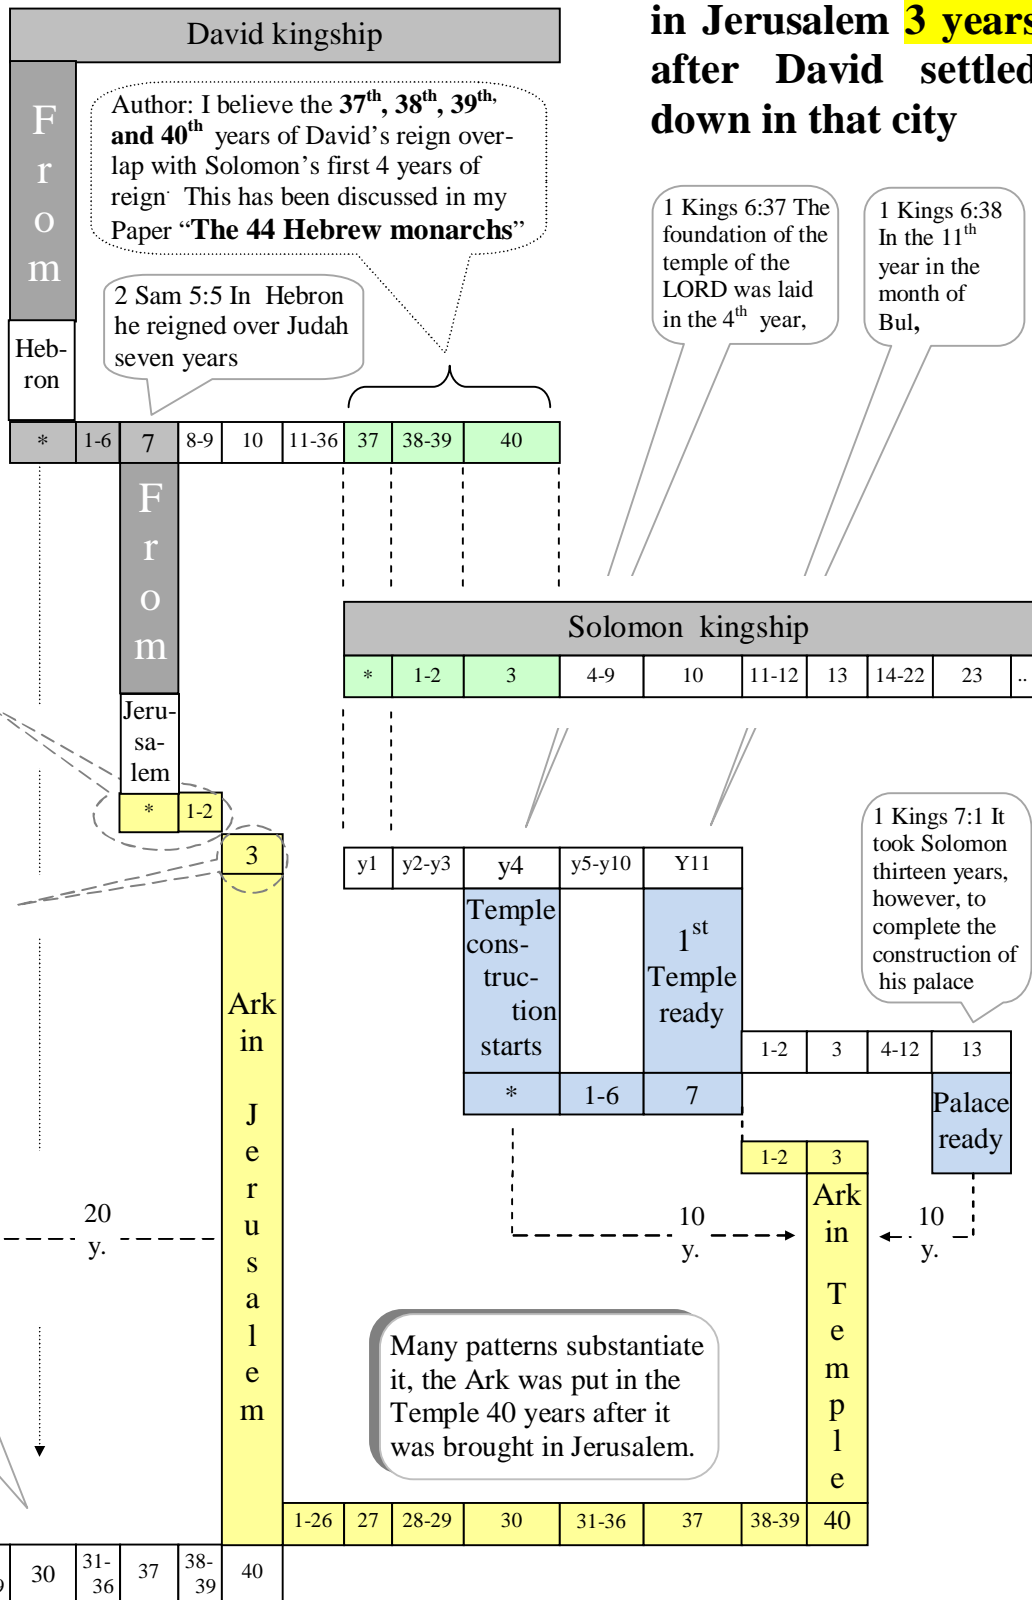 in Jerusalem 3 years
after David settled
down in that city
David kingship
From
Author: I believe the 37th, 38th, 39th,
and 40th years of David's reign over-
lap with Solomon's first 4 years of
reign. This has been discussed in my
Paper “The 44 Hebrew monarchs”
1 Kings 6:37 The
foundation of the
temple of the
LORD was laid
in the 4th year,
1 Kings 6:38
In the 11th
year in the
month of
Bul,
2 Sam 5:5 In Hebron
he reigned over Judah
seven years
Heb-
ron
* 1-6 7 8-9 10 11-36 37 38-39 40
From
Solomon kingship
* 1-2 3 4-9 10 11-12 13 14-22 23 ..
Jeru-
sa-
lem
* 1-2
3
y1 y2-y3 y4 y5-y10 Y11
1 Kings 7:1 It
took Solomon
thirteen years,
however, to
complete the
construction of
his palace
Temple
cons-
truc-
tion
starts
1st
Temple
ready
Ark
in
Jerusalem
1-2 3 4-12 13
* 1-6 7
Palace
ready
1-2 3
Ark
in
Temple
20
y.
10
y.
10
y.
Many patterns substantiate
it, the Ark was put in the
Temple 40 years after it
was brought in Jerusalem.
1-26 27 28-29 30 31-36 37 38-39 40
9 30 31-36 37 38-39 40